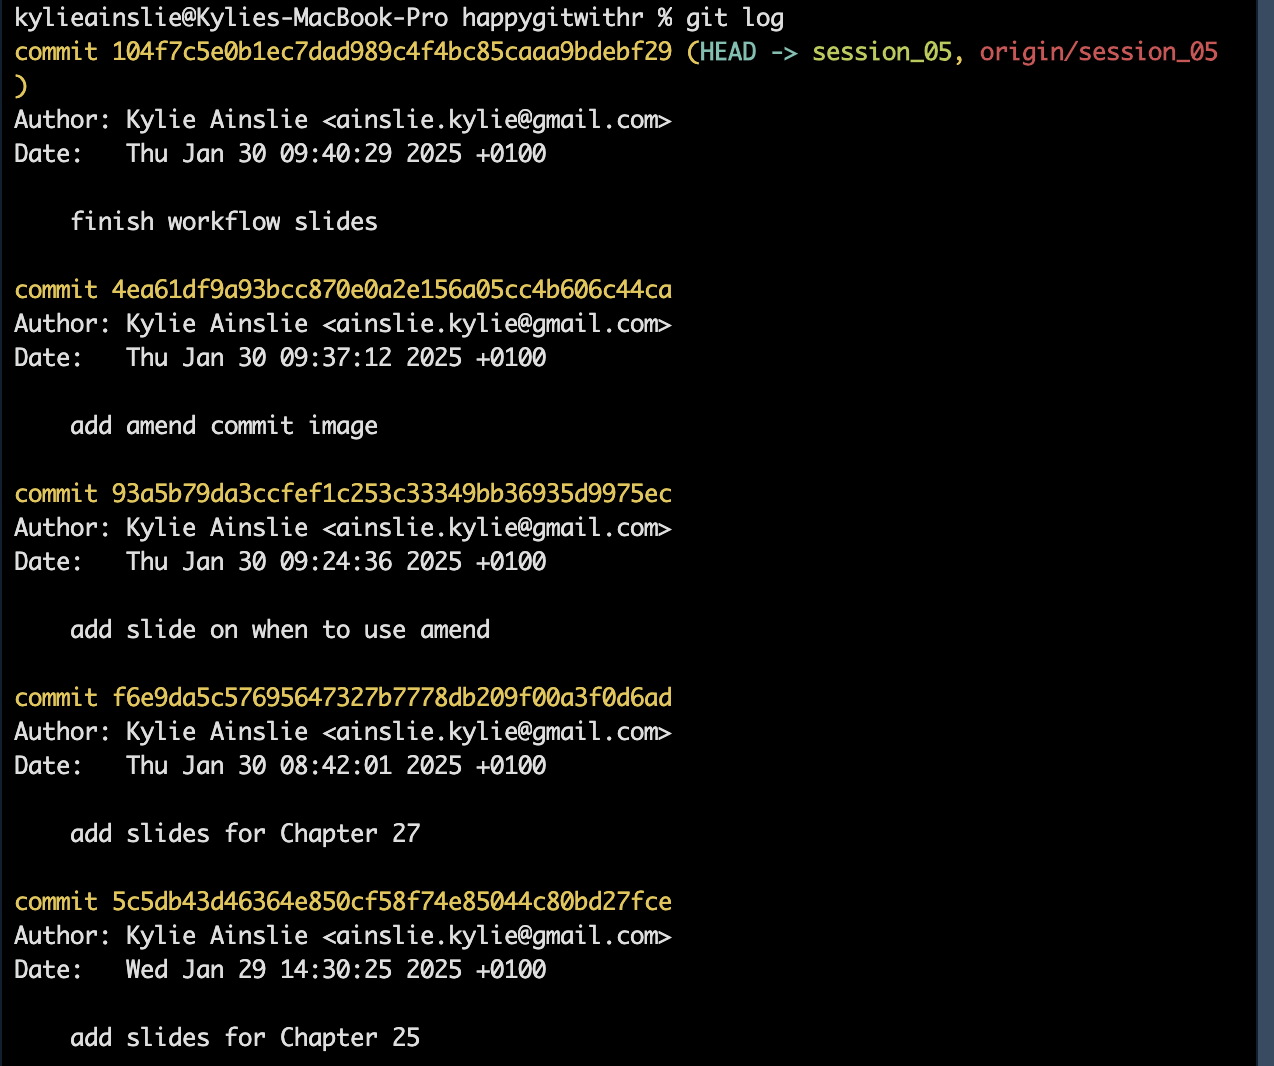 kylieainslie@Kylies-MacBook-Pro happygitwithr % git log
commit 104f7c5e0b1ec7dad989c4f4bc85caaa9bdebf29 (HEAD -> session_05, origin/session_05
)
Author: Kylie Ainslie <ainslie.kylie@gmail.com>
Date:   Thu Jan 30 09:40:29 2025 +0100
    finish workflow slides
commit 4ea61df9a93bcc870e0a2e156a05cc4b606c44ca
Author: Kylie Ainslie <ainslie.kylie@gmail.com>
Date:   Thu Jan 30 09:37:12 2025 +0100
    add amend commit image
commit 93a5b79da3ccfef1c253c33349bb36935d9975ec
Author: Kylie Ainslie <ainslie.kylie@gmail.com>
Date:   Thu Jan 30 09:24:36 2025 +0100
    add slide on when to use amend
commit f6e9da5c57695647327b7778db209f00a3f0d6ad
Author: Kylie Ainslie <ainslie.kylie@gmail.com>
Date:   Thu Jan 30 08:42:01 2025 +0100
    add slides for Chapter 27
commit 5c5db43d46364e850cf58f74e85044c80bd27fce
Author: Kylie Ainslie <ainslie.kylie@gmail.com>
Date:   Wed Jan 29 14:30:25 2025 +0100
    add slides for Chapter 25